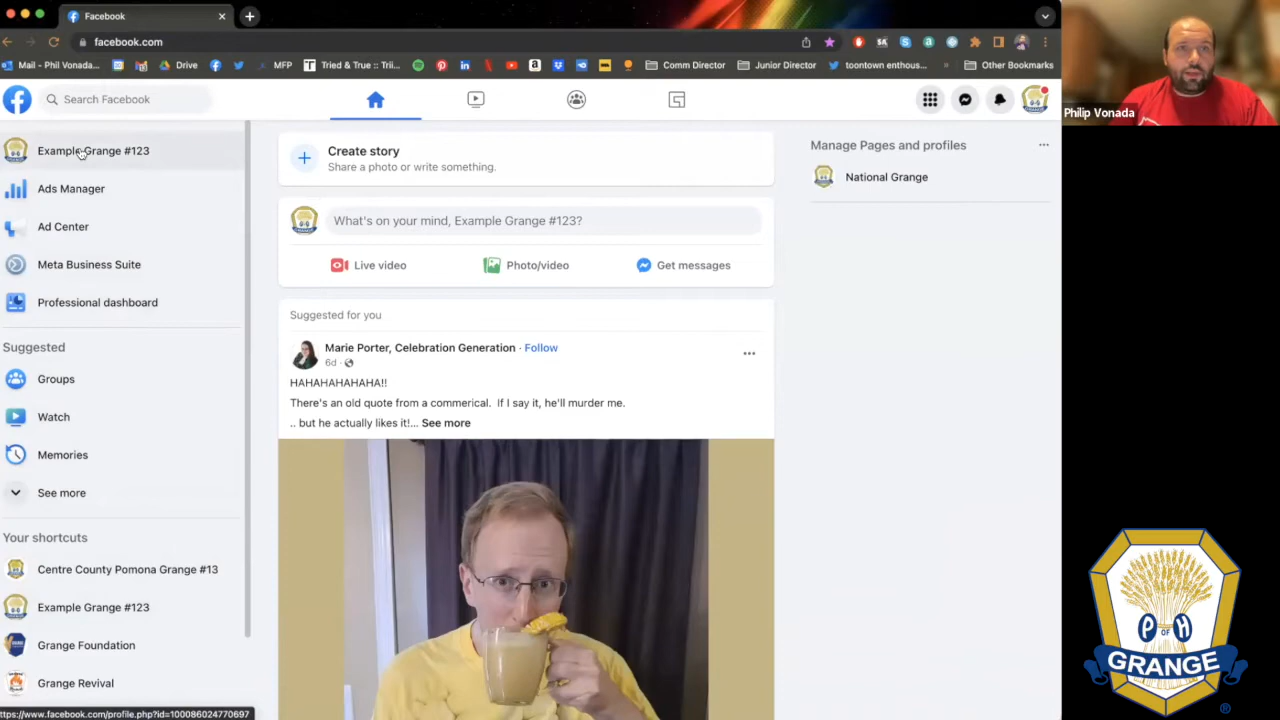 Facebook
facebook.com
Mail - Phil Vonada...
Drive
MFP
Tried & True :: Trii...
Comm Director
Junior Director
toontown enthous...
Other Bookmarks
Search Facebook
Philip Vonada
Example Grange #123
Ads Manager
Ad Center
Meta Business Suite
Professional dashboard
Suggested
Groups
Watch
Memories
See more
Your shortcuts
Centre County Pomona Grange #13
Example Grange #123
Grange Foundation
Grange Revival
https://www.facebook.com/profile.php?id=100086024770697
Create story
Share a photo or write something.
What's on your mind, Example Grange #123?
Live video
Photo/video
Get messages
Suggested for you
Marie Porter, Celebration Generation · Follow
6d ·
HAHAHAHAHAHA!!
There's an old quote from a commerical. If I say it, he'll murder me.
.. but he actually likes it!... See more
Manage Pages and profiles
National Grange
P OF H
GRANGE
®